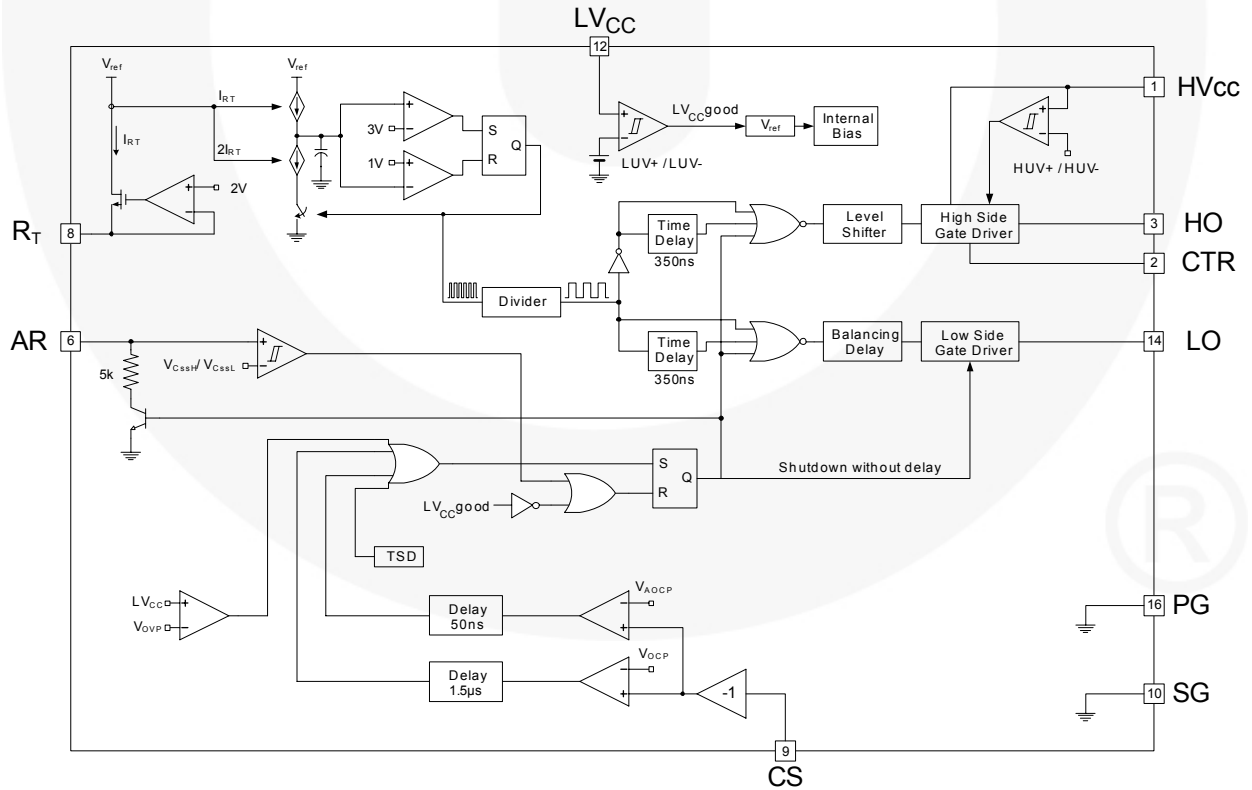 LVCC
12
Vref
Vref
IRT
IRT
2IRT
+
-
3V
+
-
1V
+
-
2V
S
R
Q
RT
8
+
-
LVCCgood
LUV+ / LUV-
Vref
Internal
Bias
1
HVcc
+
-
HUV+ / HUV-
Time
Delay
350ns
Level
Shifter
High Side
Gate Driver
3
HO
2
CTR
Divider
Time
Delay
350ns
Balancing
Delay
Low Side
Gate Driver
14
LO
AR
6
5k
+
-
VCssH/ VCssL
S
R
Q
Shutdown without delay
LVCCgood
TSD
LVCC
+
VOVP
-
Delay
50ns
VAOCP
-
+
Delay
1.5µs
VOCP
-
+
-1
16
PG
10
SG
9
CS
®